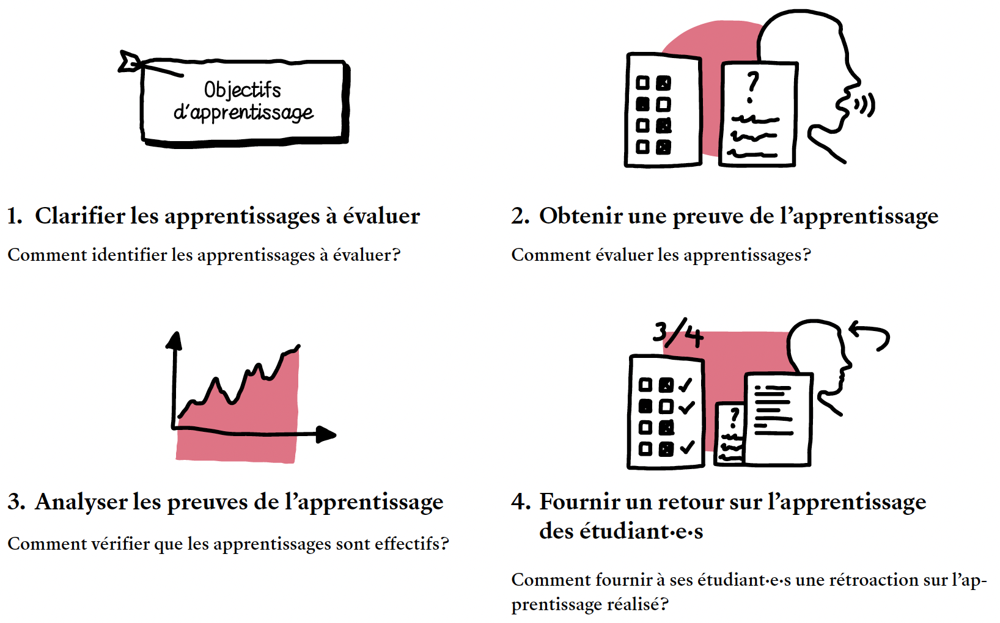 Objectifs
d'apprentissage
?
1. Clarifier les apprentissages à évaluer
Comment identifier les apprentissages à évaluer?
2. Obtenir une preuve de l’apprentissage
Comment évaluer les apprentissages?
3/4
?
3. Analyser les preuves de l’apprentissage
Comment vérifier que les apprentissages sont effectifs?
4. Fournir un retour sur l’apprentissage
des étudiant·e·s
Comment fournir à ses étudiant·e·s une rétroaction sur l’ap-
prentissage réalisé?